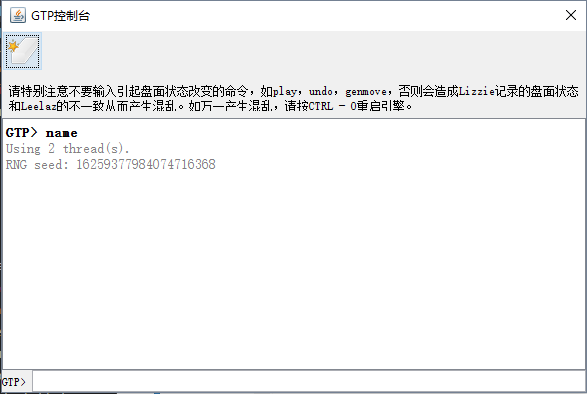 GTP控制台
请特别注意不要输入引起盘面状态改变的命令，如play，undo，genmove，否则会造成Lizzie记录的盘面状态
和Leelaz的不一致从而产生混乱。如万一产生混乱，请按CTRL - O重启引擎。
GTP> name
Using 2 thread(s).
RNG seed: 16259377984074716368
GTP>